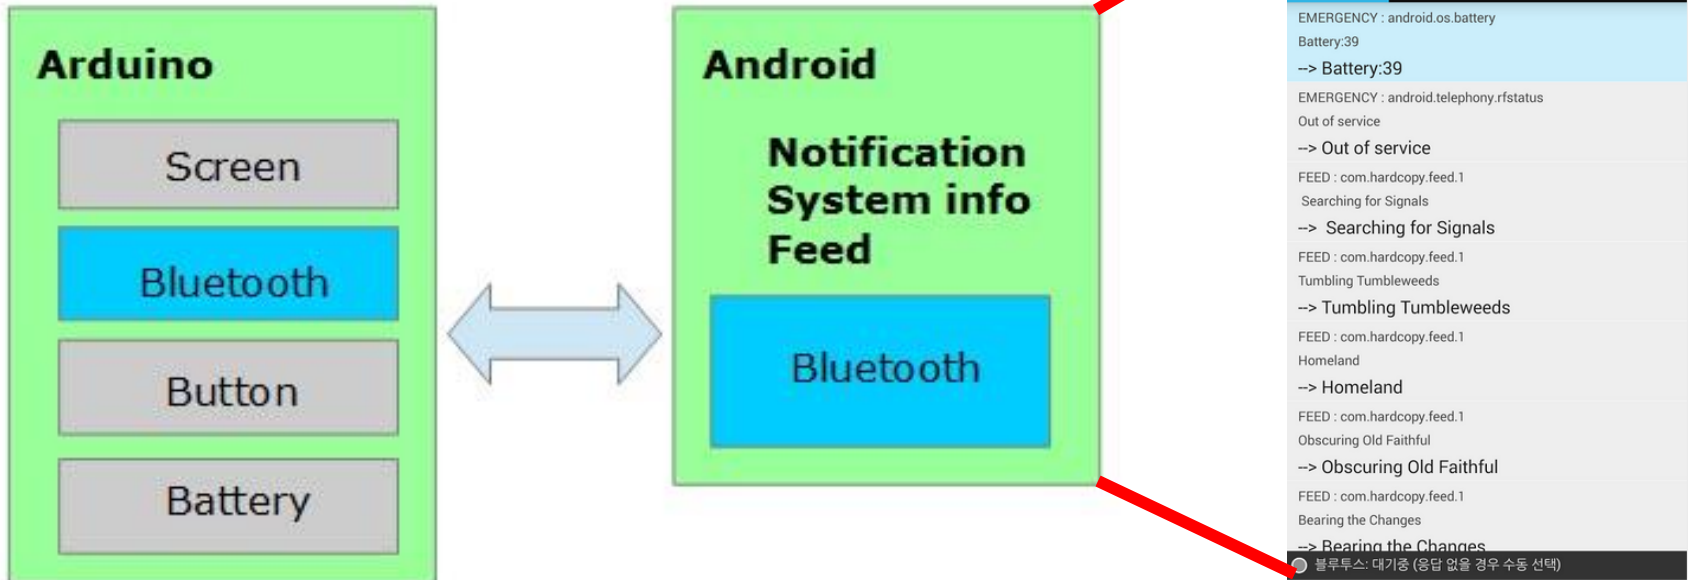 Arduino
Screen
Bluetooth
Button
Battery
Android
Notification
System info
Feed
Bluetooth
EMERGENCY : android.os.battery
Battery:39
--> Battery:39
EMERGENCY : android.telephony.rfstatus
Out of service
--> Out of service
FEED : com.hardcopy.feed.1
Searching for Signals
--> Searching for Signals
FEED : com.hardcopy.feed.1
Tumbling Tumbleweeds
--> Tumbling Tumbleweeds
FEED : com.hardcopy.feed.1
Homeland
--> Homeland
FEED : com.hardcopy.feed.1
Obscuring Old Faithful
--> Obscuring Old Faithful
FEED : com.hardcopy.feed.1
Bearing the Changes
--> Bearing the Changes
블루투스: 대기중 (응답 없을 경우 수동 선택)